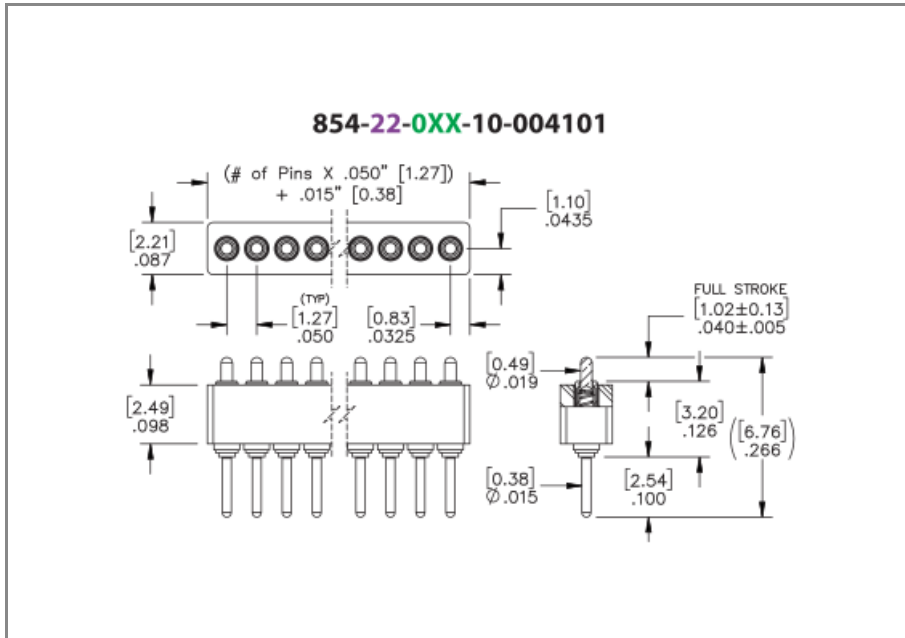 854-22-0XX-10-004101
(# of Pins X .050" [1.27])
+ .015" [0.38]
[1.10]
.0435
[2.21]
.087
(TYP)
[1.27]
.050
[0.83]
.0325
FULL STROKE
[1.02±0.13]
.040±.005
[0.49]
Ø.019
[2.49]
.098
[3.20]
.126
([6.76]
.266)
[0.38]
Ø.015
[2.54]
.100